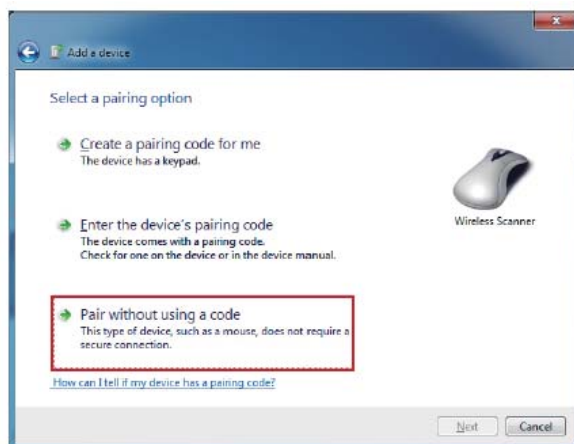 Add a device
Select a pairing option
Create a pairing code for me
The device has a keypad.
Enter the device's pairing code
The device comes with a pairing code.
Check for one on the device or in the device manual.
Wireless Scanner
Pair without using a code
This type of device, such as a mouse, does not require a
secure connection.
How can I tell if my device has a pairing code?
Next
Cancel